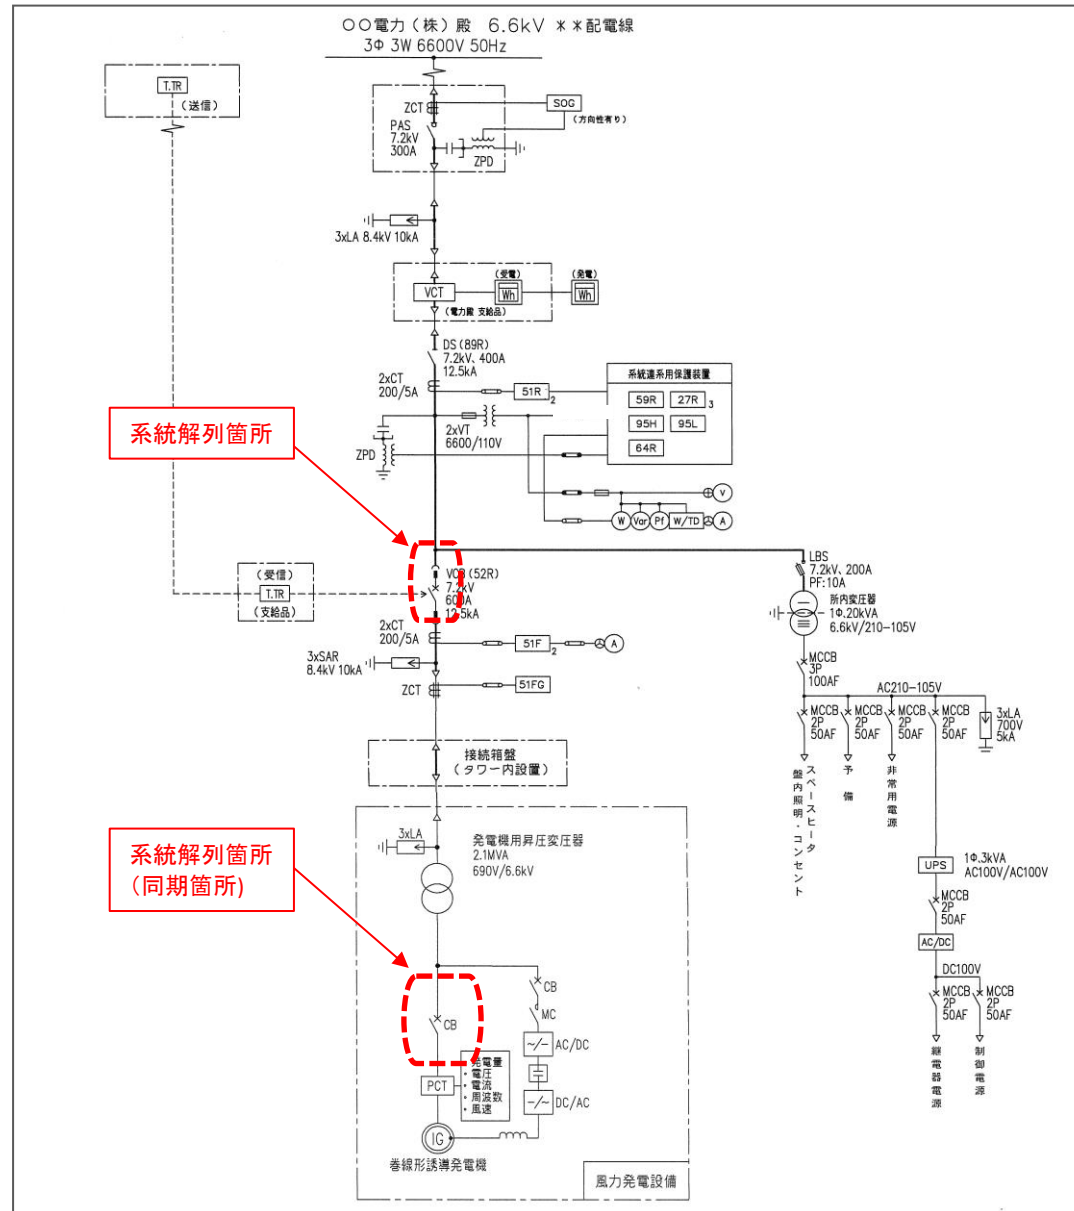 〇〇電力(株)殿 6.6kV ＊＊配電線
3Φ 3W 6600V 50Hz
T.TR
(送信)
ZCT
SOG
(方向性有り)
PAS
7.2kV
300A
ZPD
3xLA 8.4kV 10kA
VCT
(受電)
Wh
(発電)
Wh
(電力殿 支給品)
DS(89R)
7.2kV、400A
12.5kA
2xCT
200/5A
51R
2
系統連系用保護装置
59R
27R
3
95H
95L
64R
2xVT
6600/110V
ZPD
V
W
Var
Pf
W/TD
A
系統解列箇所
VCB(52R)
7.2kV
600A
12.5kA
(受信)
T.TR
(支給品)
2xCT
200/5A
51F
2
A
3xSAR
8.4kV 10kA
ZCT
51FG
LBS
7.2kV、200A
PF:10A
所内変圧器
1Φ.20kVA
6.6kV/210-105V
MCCB
3P
100AF
AC210-105V
MCCB
2P
50AF
MCCB
2P
50AF
MCCB
2P
50AF
MCCB
2P
50AF
3xLA
700V
5kA
スペースヒータ
盤内照明・コンセント
予備
非常用電源
UPS
1Φ.3kVA
AC100V/AC100V
MCCB
2P
50AF
AC/DC
DC100V
MCCB
2P
50AF
MCCB
2P
50AF
継電器電源
制御電源
接続箱盤
(タワー内設置)
3xLA
発電機用昇圧変圧器
2.1MVA
690V/6.6kV
系統解列箇所
(同期箇所)
CB
CB
MC
AC/DC
DC/AC
PCT
発電量
・電圧
・電流
・周波数
・風速
IG
巻線形誘導発電機
風力発電設備